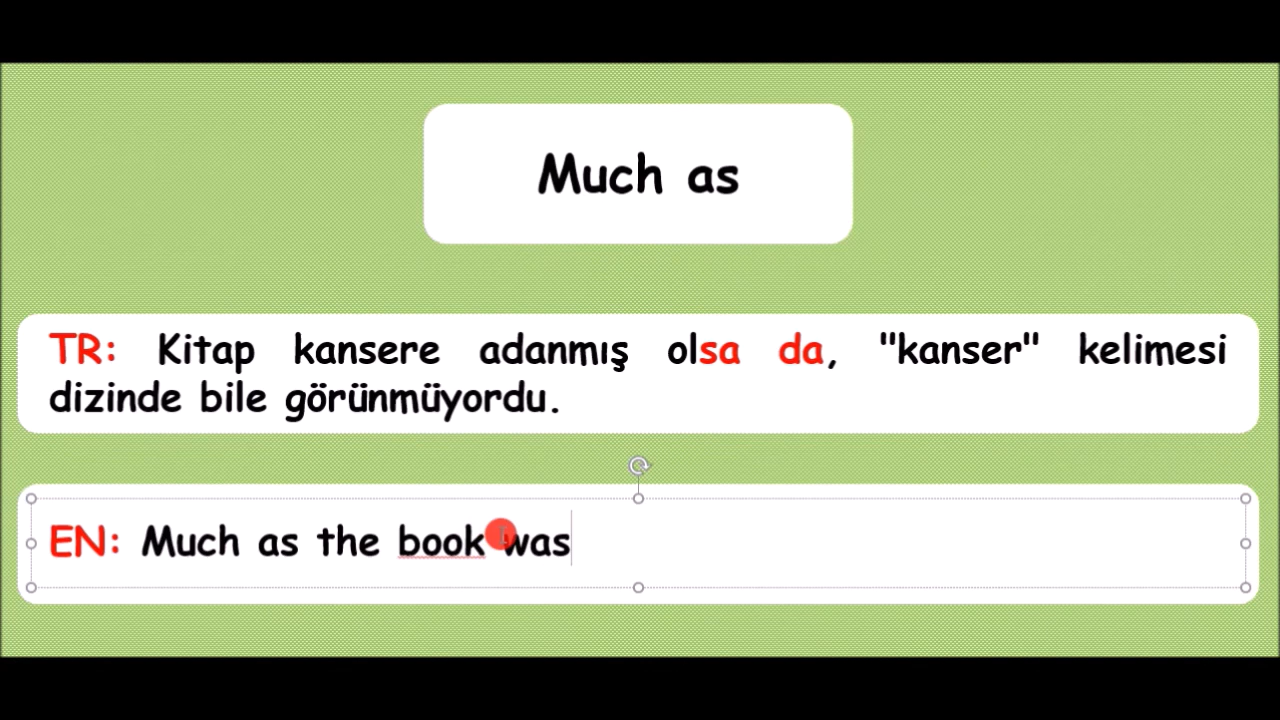 Much as
TR: Kitap kansere adanmış olsa da, "kanser" kelimesi
dizinde bile görünmüyordu.
EN: Much as the book was